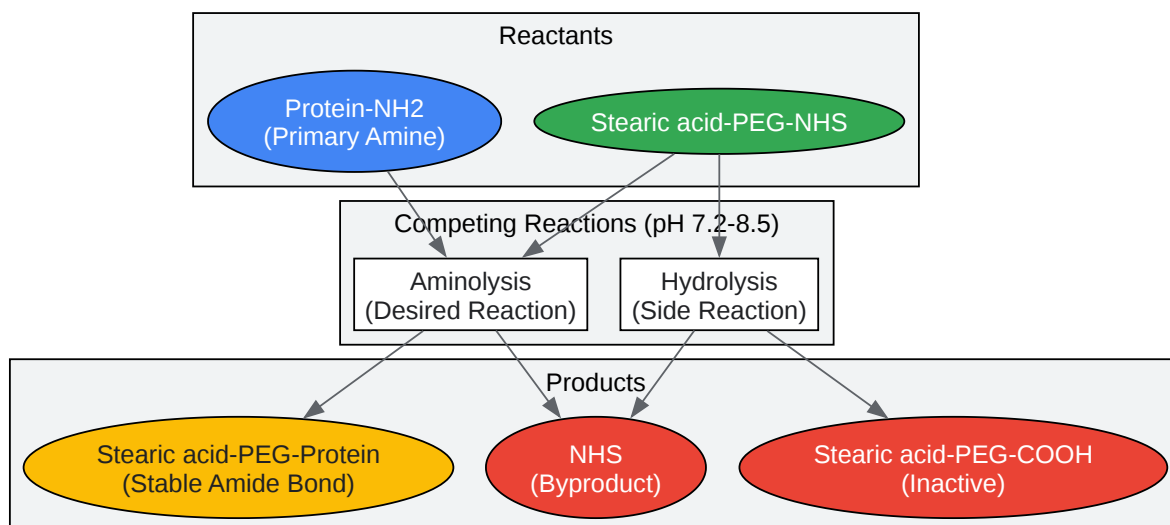 Reactants
Protein-NH2
(Primary Amine)
Stearic acid-PEG-NHS
Competing Reactions (pH 7.2-8.5)
Aminolysis
(Desired Reaction)
Hydrolysis
(Side Reaction)
Products
Stearic acid-PEG-Protein
(Stable Amide Bond)
NHS
(Byproduct)
Stearic acid-PEG-COOH
(Inactive)